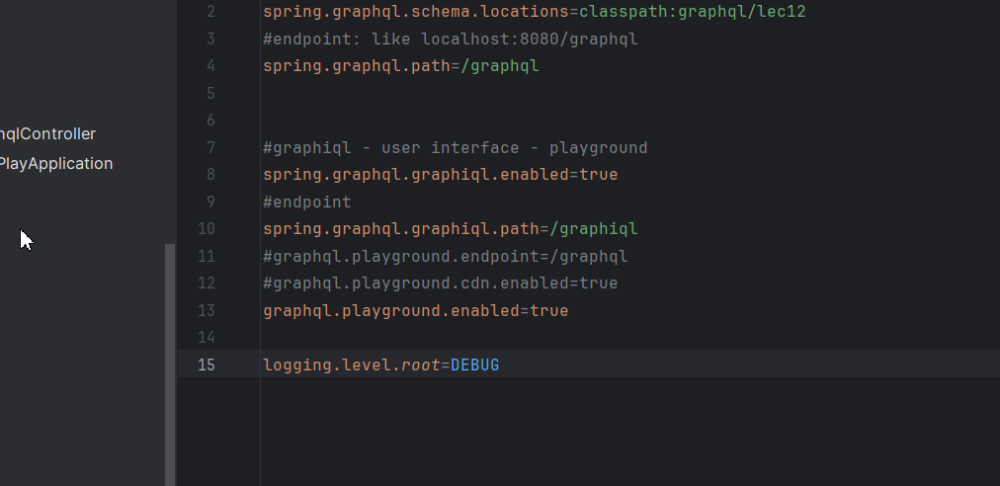 hqlController
PlayApplication
2 spring.graphql.schema.locations=classpath:graphql/lec12
3 #endpoint: like localhost:8080/graphql
4 spring.graphql.path=/graphql
5
6
7 #graphiql - user interface - playground
8 spring.graphql.graphiql.enabled=true
9 #endpoint
10 spring.graphql.graphiql.path=/graphiql
11 #graphql.playground.endpoint=/graphql
12 #graphql.playground.cdn.enabled=true
13 graphql.playground.enabled=true
14
15 logging.level.root=DEBUG